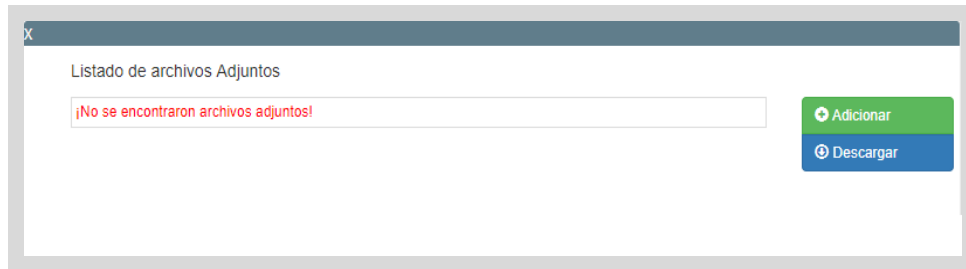 X
Listado de archivos Adjuntos
¡No se encontraron archivos adjuntos!
Adicionar
Descargar